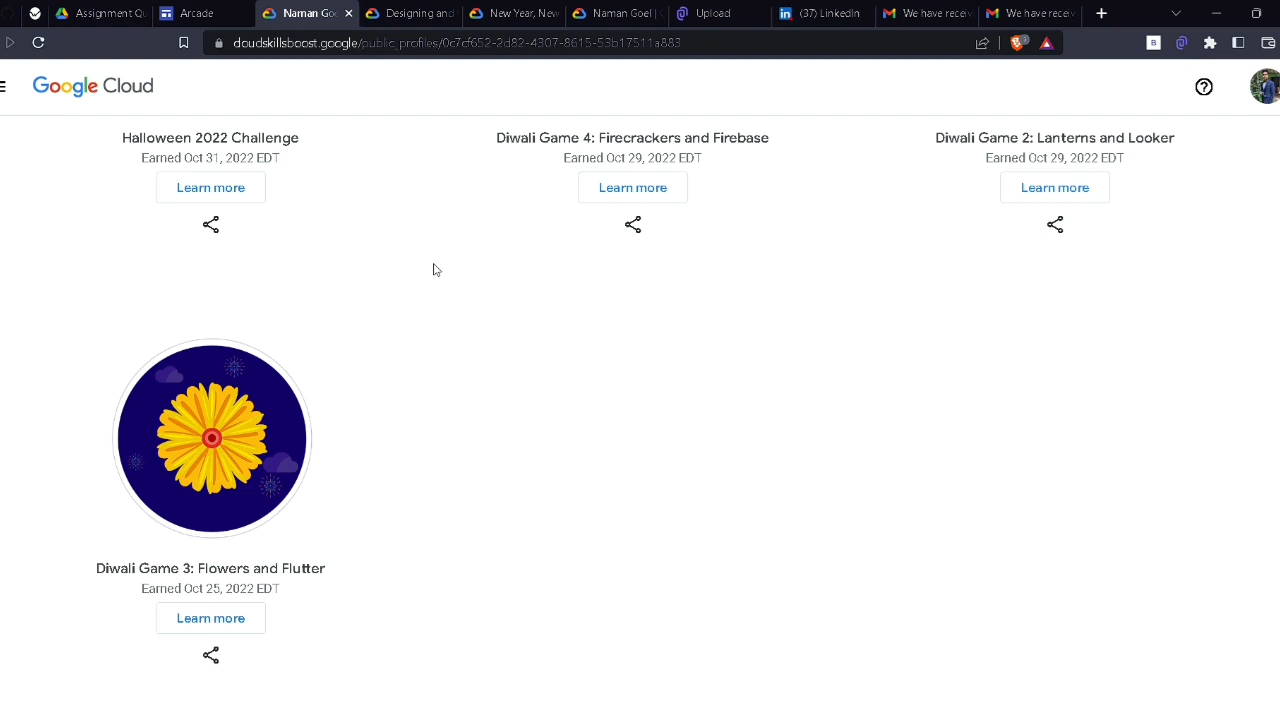 Assignment Qu
Arcade
Naman Go
Designing and
New Year, New
Naman Goel | C
Upload
(37) LinkedIn
We have receiv
We have receiv
cloudskillsboost.google/public_profiles/0c7cf652-2d82-4307-8615-53b17511a883
Google Cloud
Halloween 2022 Challenge
Earned Oct 31, 2022 EDT
Learn more
Diwali Game 4: Firecrackers and Firebase
Earned Oct 29, 2022 EDT
Learn more
Diwali Game 2: Lanterns and Looker
Earned Oct 29, 2022 EDT
Learn more
Diwali Game 3: Flowers and Flutter
Earned Oct 25, 2022 EDT
Learn more